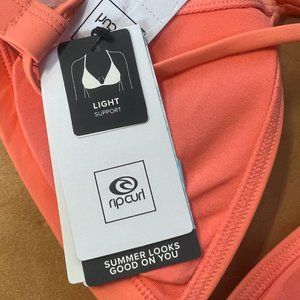 LIGHT
SUPPORT
rip curl
SUMMER LOOKS
GOOD ON YOU